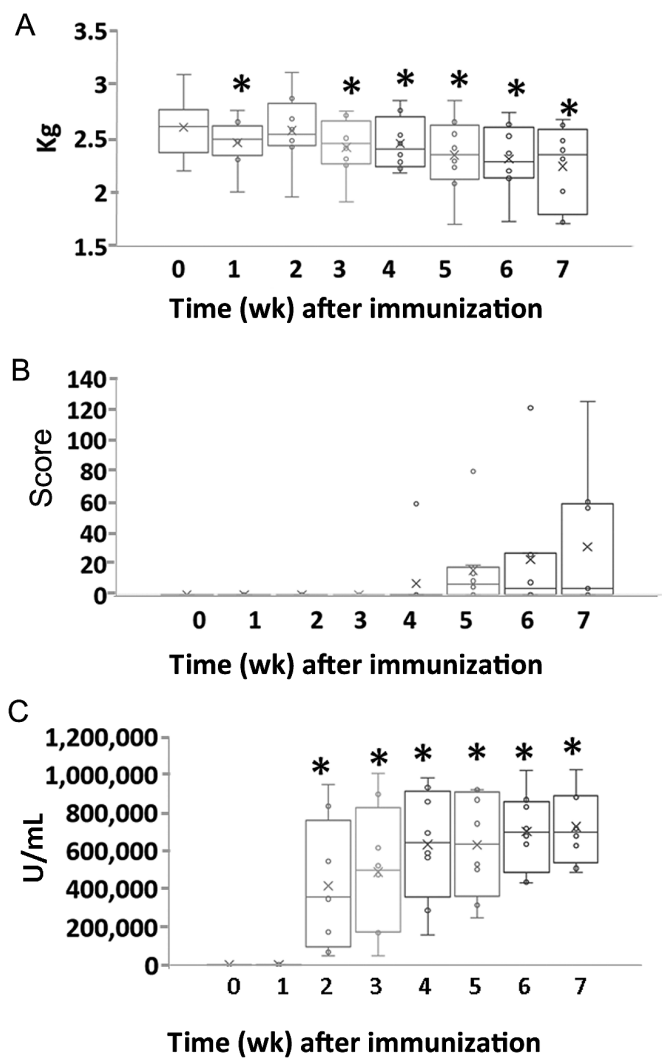 A
3.5
3
2.5
2
1.5
Kg
* * * * * *
0 1 2 3 4 5 6 7
Time (wk) after immunization
B
140
120
100
80
60
40
20
0
Score
0 1 2 3 4 5 6 7
Time (wk) after immunization
C
1,200,000
1,000,000
800,000
600,000
400,000
200,000
0
U/mL
* * * * * *
0 1 2 3 4 5 6 7
Time (wk) after immunization